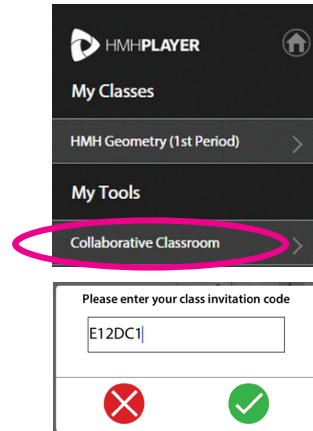 HMHPLAYER
My Classes
HMH Geometry (1st Period)
My Tools
Collaborative Classroom
Please enter your class invitation code
E12DC1